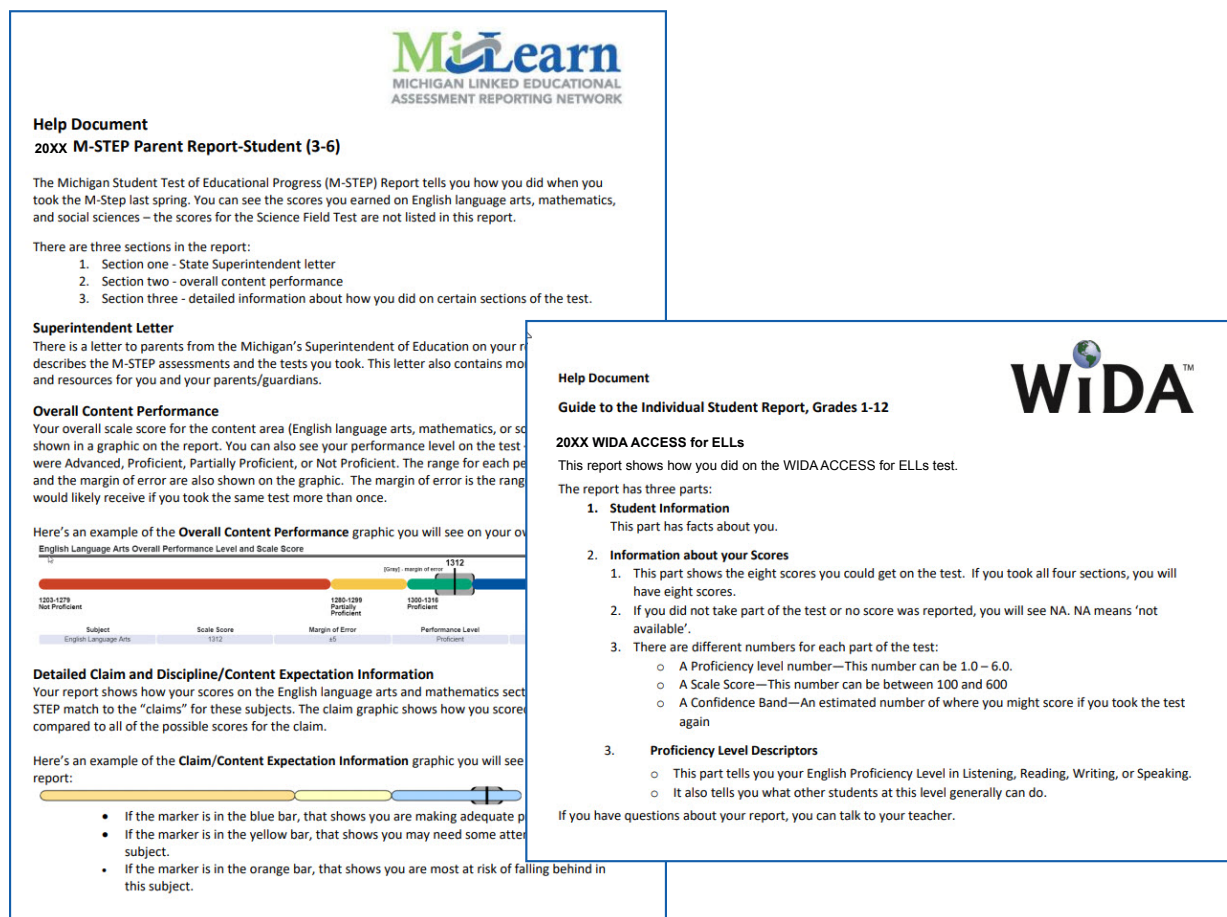 MiLearn
MICHIGAN LINKED EDUCATIONAL
ASSESSMENT REPORTING NETWORK
Help Document
20XX M-STEP Parent Report-Student (3-6)
The Michigan Student Test of Educational Progress (M-STEP) Report tells you how you did when you
took the M-Step last spring. You can see the scores you earned on English language arts, mathematics,
and social sciences – the scores for the Science Field Test are not listed in this report.
There are three sections in the report:
1. Section one - State Superintendent letter
2. Section two - overall content performance
3. Section three - detailed information about how you did on certain sections of the test.
Superintendent Letter
There is a letter to parents from the Michigan's Superintendent of Education on your
describes the M-STEP assessments and the tests you took. This letter also contains
and resources for you and your parents/guardians.
Overall Content Performance
Your overall scale score for the content area (English language arts, mathematics, or
shown in a graphic on the report. You can also see your performance level on the test
were Advanced, Proficient, Partially Proficient, or Not Proficient. The range for each
and the margin of error are also shown on the graphic. The margin of error is the
would likely receive if you took the same test more than once.
Here's an example of the Overall Content Performance graphic you will see on your
English Language Arts Overall Performance Level and Scale Score
1312
[Gray] - margin of error
1203-1279 1280-1299 1300-1316
Not Proficient Partially Proficient
Proficient
Subject Scale Score Margin of Error Performance Level
English Language Arts 1312 ±5 Proficient
Detailed Claim and Discipline/Content Expectation Information
Your report shows how your scores on the English language arts and mathematics
STEP match to the "claims" for these subjects. The claim graphic shows how you
compared to all of the possible scores for the claim.
Here's an example of the Claim/Content Expectation Information graphic you will see
report:
• If the marker is in the blue bar, that shows you are making adequate
• If the marker is in the yellow bar, that shows you may need some
subject.
• If the marker is in the orange bar, that shows you are most at risk of falling behind in
this subject.
WiDA™
Help Document
Guide to the Individual Student Report, Grades 1-12
20XX WIDA ACCESS for ELLs
This report shows how you did on the WIDA ACCESS for ELLs test.
The report has three parts:
1. Student Information
This part has facts about you.
2. Information about your Scores
1. This part shows the eight scores you could get on the test. If you took all four sections, you will
have eight scores.
2. If you did not take part of the test or no score was reported, you will see NA. NA means 'not
available'.
3. There are different numbers for each part of the test:
o A Proficiency level number—This number can be 1.0 – 6.0.
o A Scale Score—This number can be between 100 and 600
o A Confidence Band—An estimated number of where you might score if you took the test
again
3. Proficiency Level Descriptors
o This part tells you your English Proficiency Level in Listening, Reading, Writing, or Speaking.
o It also tells you what other students at this level generally can do.
If you have questions about your report, you can talk to your teacher.